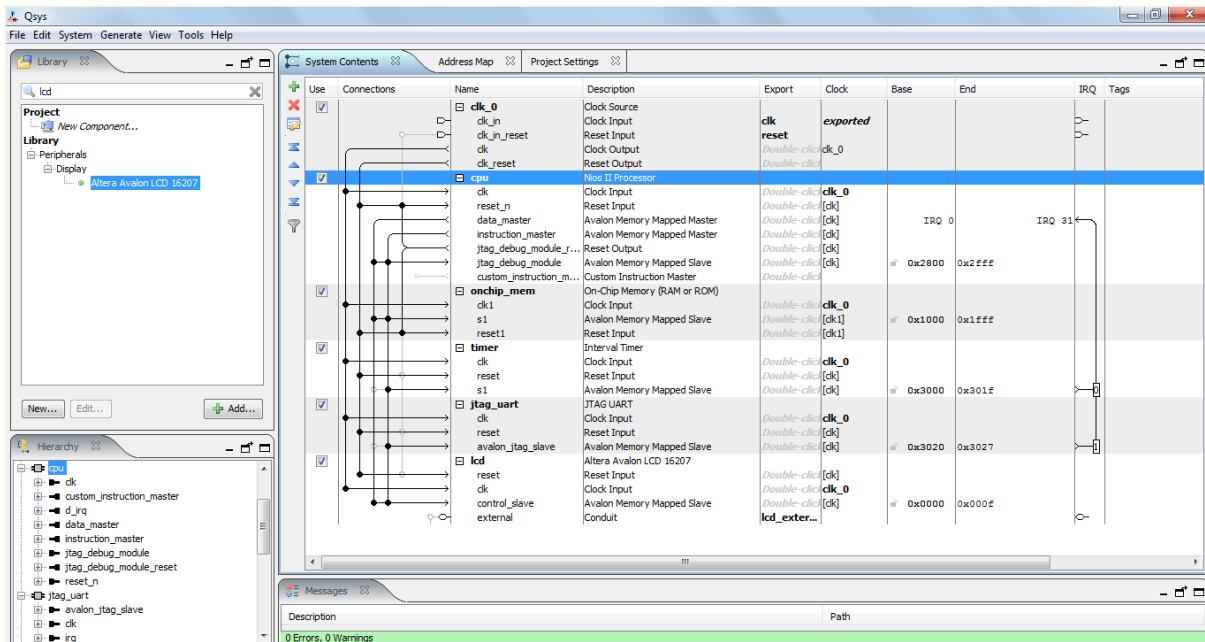 Qsys
File Edit System Generate View Tools Help
Library
lcd
Project
New Component...
Library
Peripherals
Display
Altera Avalon LCD 16207
New... Edit... Add...
Hierarchy
cpu
clk
custom_instruction_master
d_irq
data_master
instruction_master
jtag_debug_module
jtag_debug_module_reset
reset_n
jtag_uart
avalon_jtag_slave
clk
irq
System Contents Address Map Project Settings
Use Connections Name Description Export Clock Base End IRQ Tags
clk_0 Clock Source
clk_in Clock Input clk exported
clk_in_reset Reset Input reset
clk Clock Output Double-click clk_0
clk_reset Reset Output Double-click
cpu Nios II Processor
clk Clock Input Double-click clk_0
reset_n Reset Input Double-click [clk]
data_master Avalon Memory Mapped Master Double-click [clk] IRQ 0 IRQ 31
instruction_master Avalon Memory Mapped Master Double-click [clk]
jtag_debug_module_r... Reset Output Double-click [clk]
jtag_debug_module Avalon Memory Mapped Slave Double-click [clk] 0x2800 0x2fff
custom_instruction_m... Custom Instruction Master Double-click
onchip_mem On-Chip Memory (RAM or ROM)
clk1 Clock Input Double-click clk_0
s1 Avalon Memory Mapped Slave Double-click [clk1] 0x1000 0x1fff
reset1 Reset Input Double-click [clk1]
timer Interval Timer
clk Clock Input Double-click clk_0
reset Reset Input Double-click [clk]
s1 Avalon Memory Mapped Slave Double-click [clk] 0x3000 0x301f 0
jtag_uart JTAG UART
clk Clock Input Double-click clk_0
reset Reset Input Double-click [clk]
avalon_jtag_slave Avalon Memory Mapped Slave Double-click [clk] 0x3020 0x3027 1
lcd Altera Avalon LCD 16207
reset Reset Input Double-click [clk]
clk Clock Input Double-click clk_0
control_slave Avalon Memory Mapped Slave Double-click [clk] 0x0000 0x000f
external Conduit lcd_exter...
Messages
Description Path
0 Errors, 0 Warnings